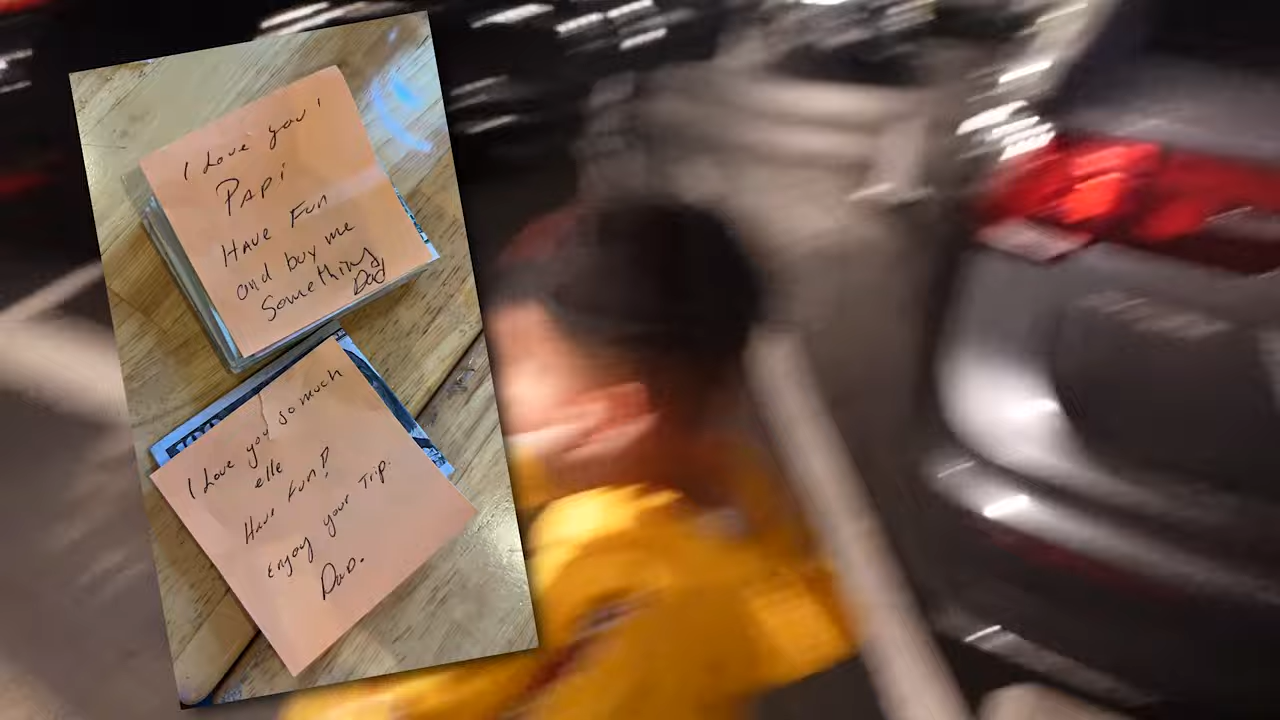 I Love you!
PAPi
HAVE Fun
and buy me
Something
Dad
I Love you so much
elle
Have Fun!
Enjoy your Trip.
DAD.